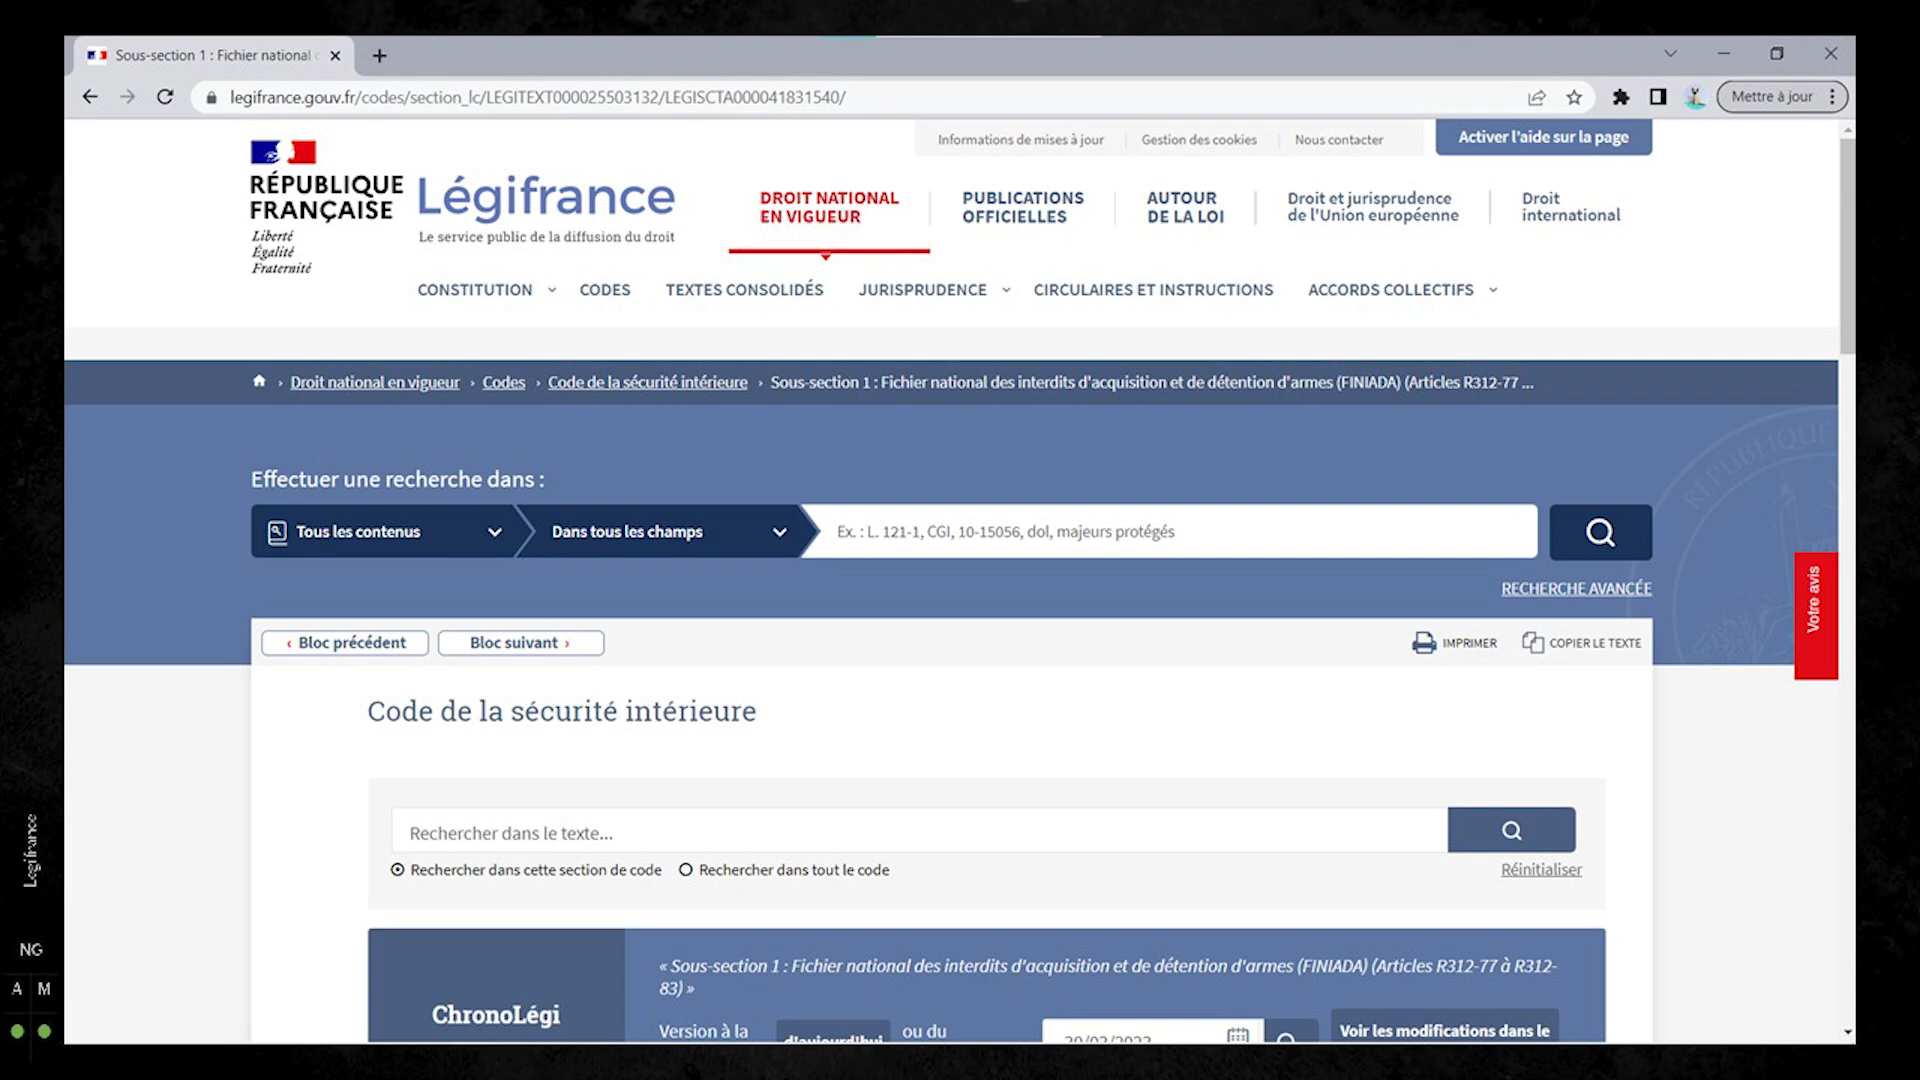 Sous-section 1 : Fichier national
legifrance.gouv.fr/codes/section_lc/LEGITEXT000025503132/LEGISCTA000041831540/
Mettre à jour
Informations de mises à jour
Gestion des cookies
Nous contacter
Activer l'aide sur la page
RÉPUBLIQUE
FRANÇAISE
Liberté
Égalité
Fraternité
Légifrance
Le service public de la diffusion du droit
DROIT NATIONAL
EN VIGUEUR
PUBLICATIONS
OFFICIELLES
AUTOUR
DE LA LOI
Droit et jurisprudence
de l'Union européenne
Droit
international
CONSTITUTION
CODES
TEXTES CONSOLIDÉS
JURISPRUDENCE
CIRCULAIRES ET INSTRUCTIONS
ACCORDS COLLECTIFS
Droit national en vigueur › Codes › Code de la sécurité intérieure › Sous-section 1 : Fichier national des interdits d'acquisition et de détention d'armes (FINIADA) (Articles R312-77 ...
Effectuer une recherche dans :
Tous les contenus
Dans tous les champs
Ex. : L. 121-1, CGI, 10-15056, dol, majeurs protégés
RECHERCHE AVANCÉE
Votre avis
‹ Bloc précédent
Bloc suivant ›
IMPRIMER
COPIER LE TEXTE
Code de la sécurité intérieure
Rechercher dans le texte...
Rechercher dans cette section de code
Rechercher dans tout le code
Réinitialiser
ChronoLégi
« Sous-section 1 : Fichier national des interdits d'acquisition et de détention d'armes (FINIADA) (Articles R312-77 à R312-
83) »
Version à la
d'aujourd'hui
ou du
Voir les modifications dans le
Legifrance
NG
A M